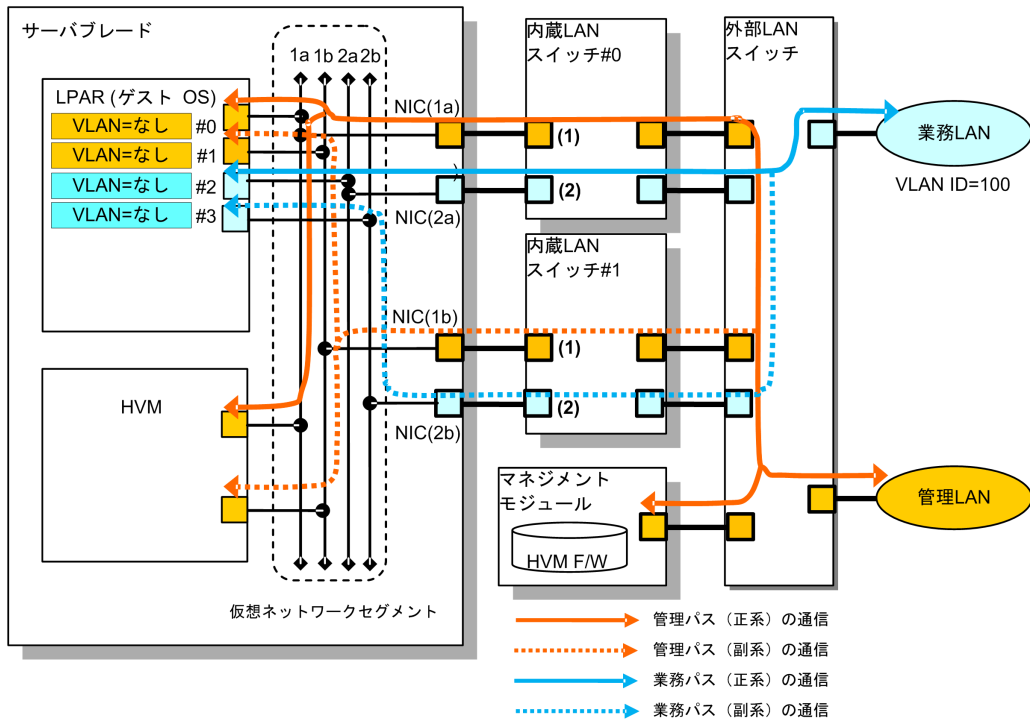 サーバブレード
1a 1b 2a 2b
LPAR (ゲスト OS)
VLAN=なし #0
VLAN=なし #1
VLAN=なし #2
VLAN=なし #3
HVM
仮想ネットワークセグメント
NIC(1a)
)
NIC(2a)
NIC(1b)
NIC(2b)
内蔵LAN
スイッチ#0
(1)
(2)
内蔵LAN
スイッチ#1
(1)
(2)
マネジメント
モジュール
HVM F/W
外部LAN
スイッチ
業務LAN
VLAN ID=100
管理LAN
管理パス（正系）の通信
管理パス（副系）の通信
業務パス（正系）の通信
業務パス（副系）の通信